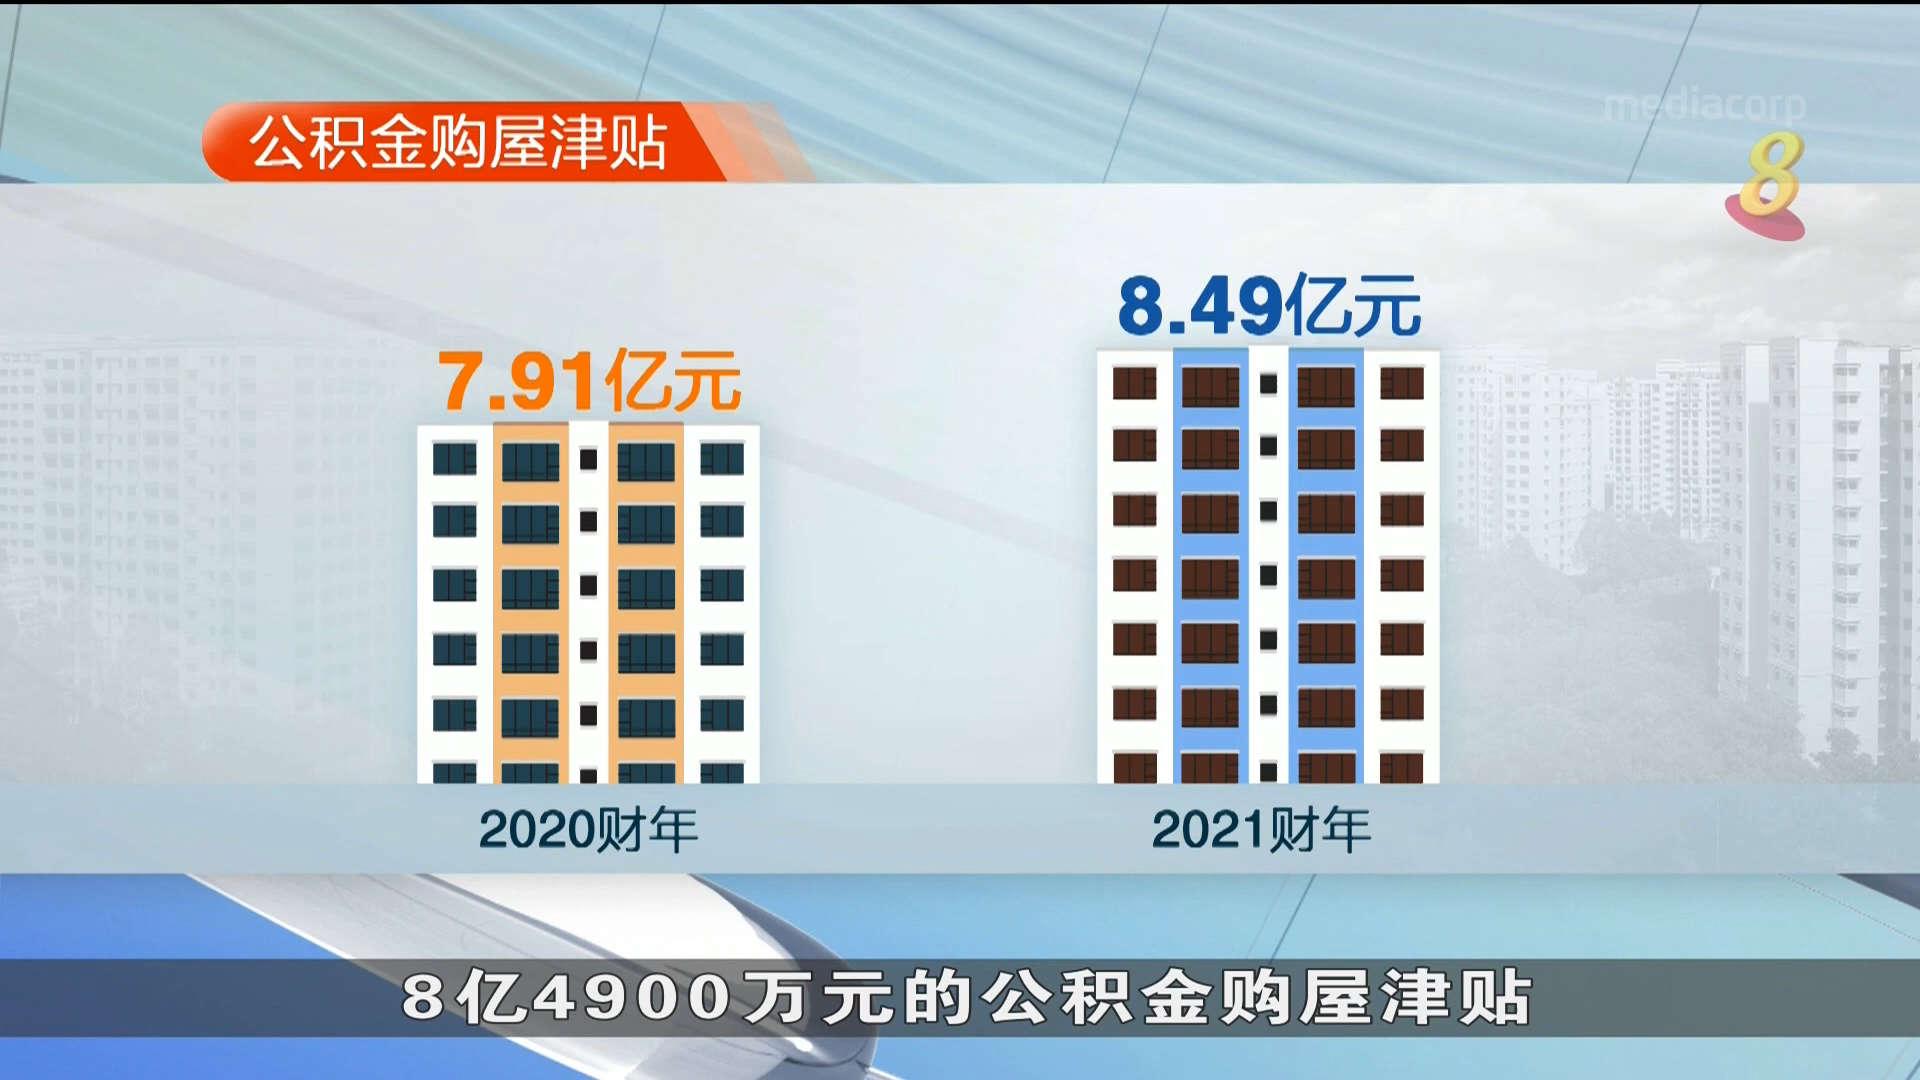 mediacorp
8
公积金购屋津贴
7.91亿元
8.49亿元
2020财年
2021财年
8亿4900万元的公积金购屋津贴